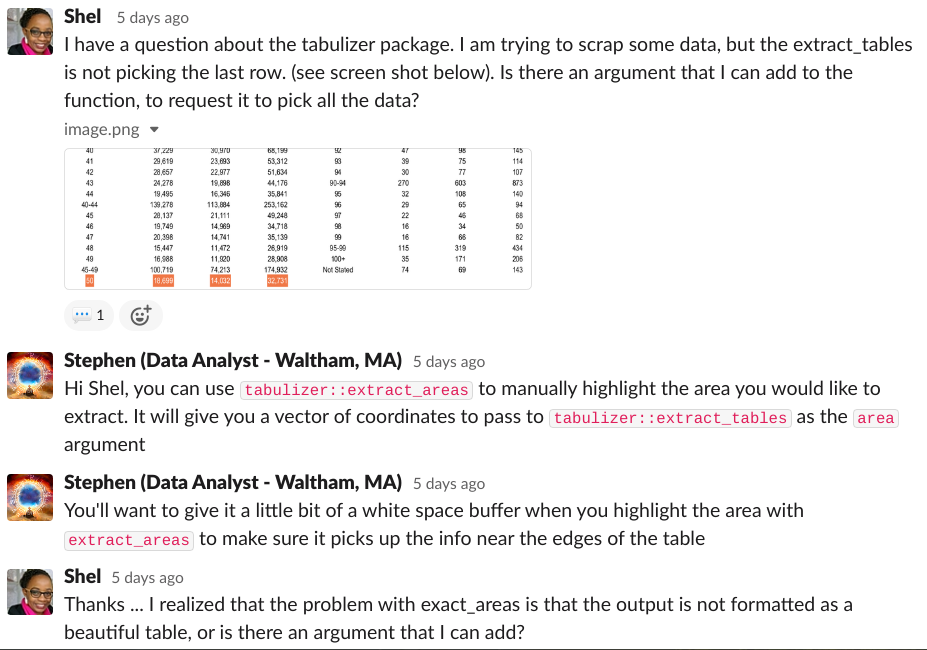 Shel 5 days ago
I have a question about the tabulizer package. I am trying to scrap some data, but the extract_tables
is not picking the last row. (see screen shot below). Is there an argument that I can add to the
function, to request it to pick all the data?
image.png
40 37,229 30,970 68,199 92 47 98 145
41 29,619 23,693 53,312 93 39 75 114
42 28,657 22,977 51,634 94 30 77 107
43 24,278 19,898 44,176 90-94 270 603 873
44 19,495 16,346 35,841 95 32 108 140
40-44 139,278 113,884 253,162 96 29 65 94
45 28,137 21,111 49,248 97 22 46 68
46 19,749 14,969 34,718 98 16 34 50
47 20,398 14,741 35,139 99 16 66 82
48 15,447 11,472 26,919 95-99 115 319 434
49 16,988 11,920 28,908 100+ 35 171 206
45-49 100,719 74,213 174,932 Not Stated 74 69 143
50 18,699 14,032 32,731
1
Stephen (Data Analyst - Waltham, MA) 5 days ago
Hi Shel, you can use tabulizer::extract_areas to manually highlight the area you would like to
extract. It will give you a vector of coordinates to pass to tabulizer::extract_tables as the area
argument
Stephen (Data Analyst - Waltham, MA) 5 days ago
You'll want to give it a little bit of a white space buffer when you highlight the area with
extract_areas to make sure it picks up the info near the edges of the table
Shel 5 days ago
Thanks ... I realized that the problem with exact_areas is that the output is not formatted as a
beautiful table, or is there an argument that I can add?